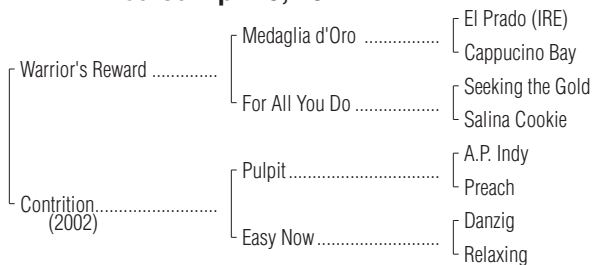 El Prado (IRE)
Medaglia d'Oro ................
Cappucino Bay
Warrior's Reward .............
Seeking the Gold
For All You Do ..................
Salina Cookie
A.P. Indy
Pulpit................................
Preach
Contrition.........................
(2002)
Danzig
Easy Now..........................
Relaxing